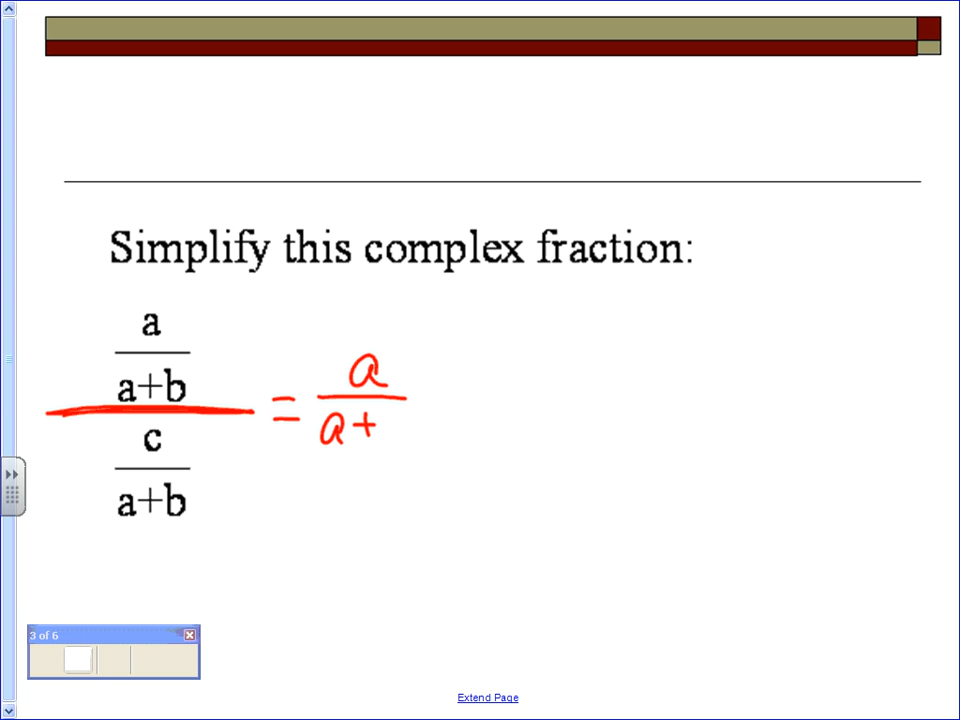 Simplify this complex fraction:
a
a+b
c
a+b
= a
a+
3 of 6
Extend Page